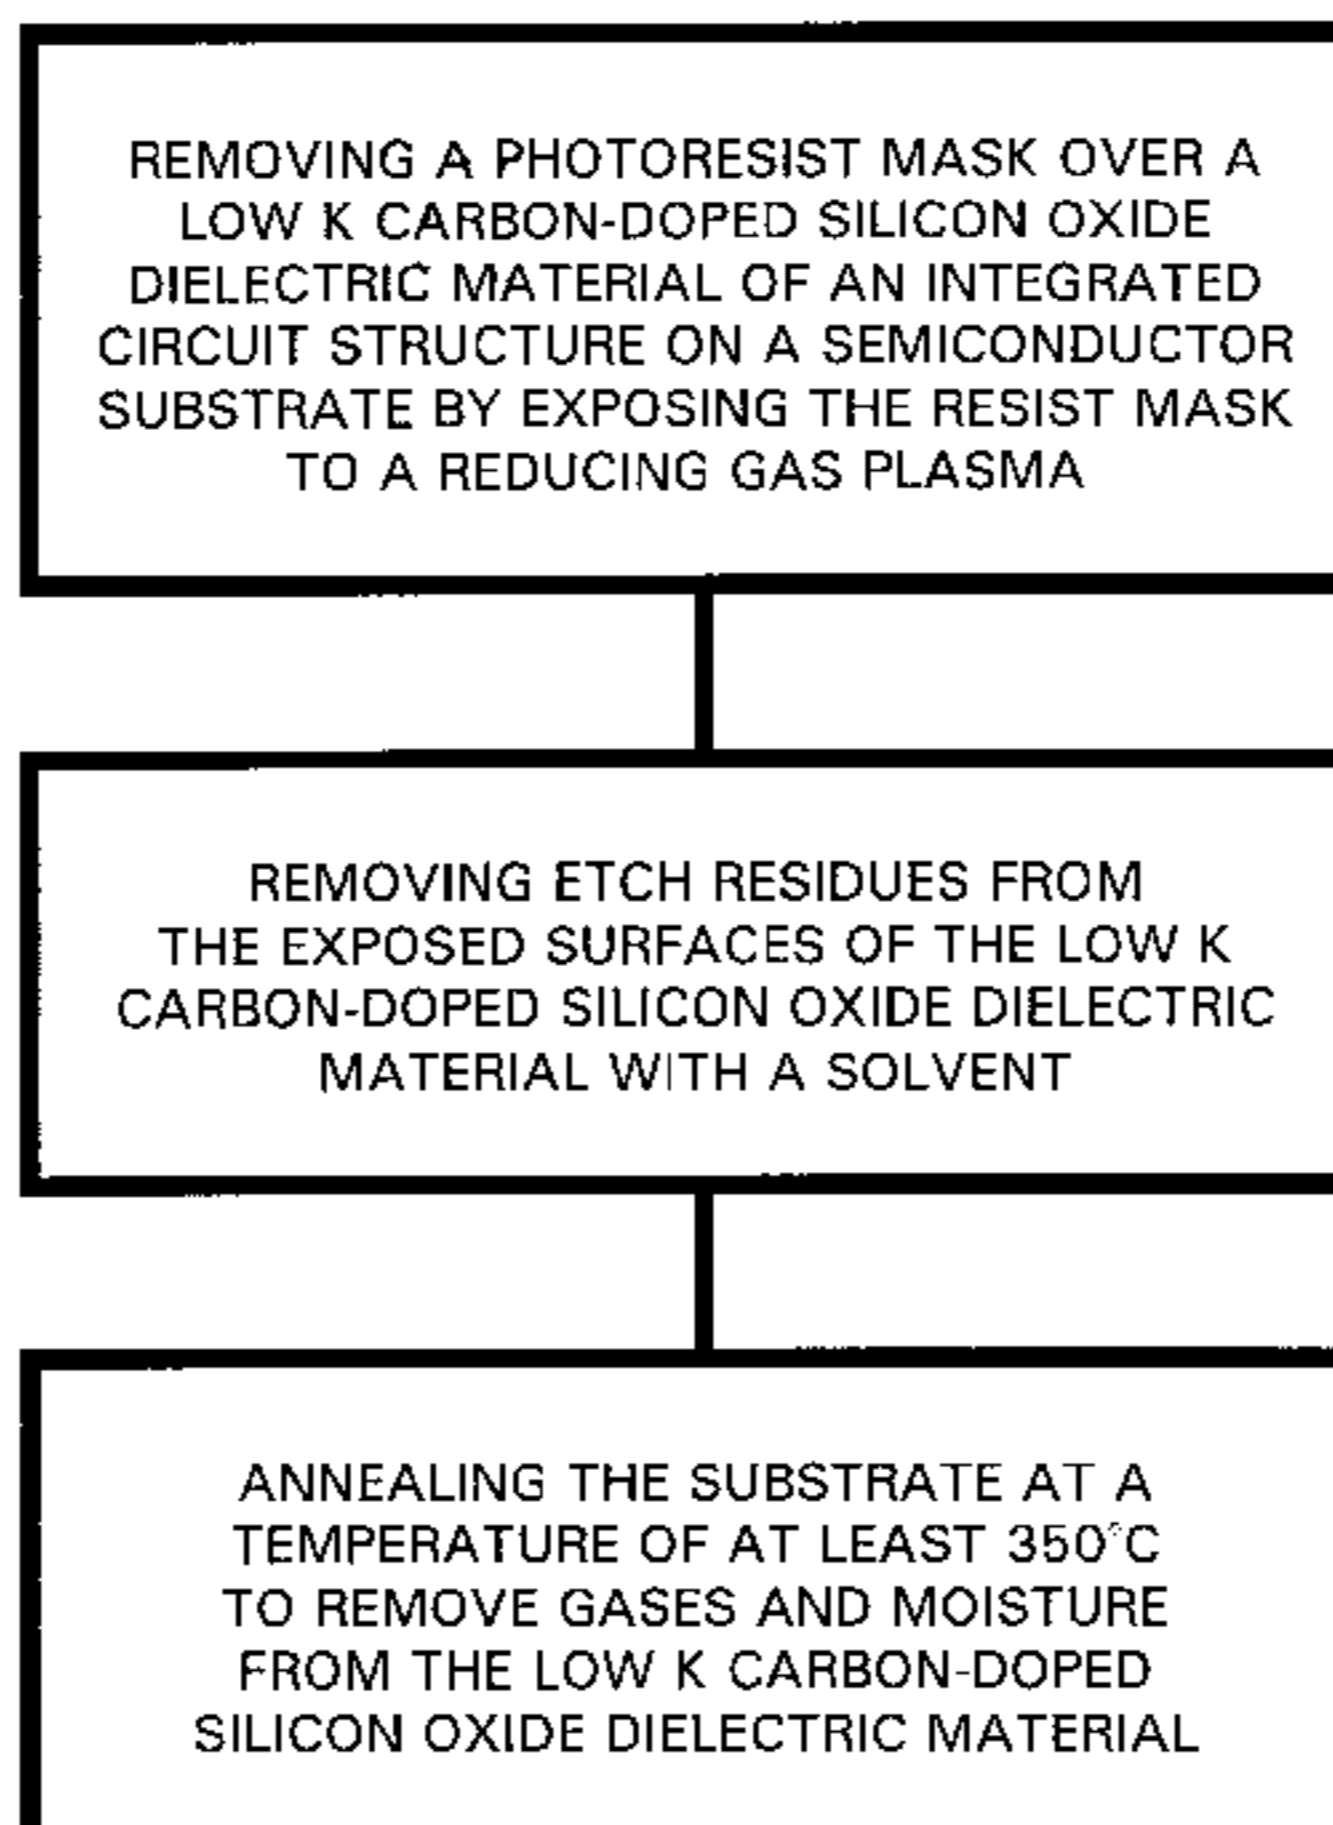 REMOVING A PHOTORESIST MASK OVER A
LOW K CARBON-DOPED SILICON OXIDE
DIELECTRIC MATERIAL OF AN INTEGRATED
CIRCUIT STRUCTURE ON A SEMICONDUCTOR
SUBSTRATE BY EXPOSING THE RESIST MASK
TO A REDUCING GAS PLASMA
REMOVING ETCH RESIDUES FROM
THE EXPOSED SURFACES OF THE LOW K
CARBON-DOPED SILICON OXIDE DIELECTRIC
MATERIAL WITH A SOLVENT
ANNEALING THE SUBSTRATE AT A
TEMPERATURE OF AT LEAST 350°C
TO REMOVE GASES AND MOISTURE
FROM THE LOW K CARBON-DOPED
SILICON OXIDE DIELECTRIC MATERIAL